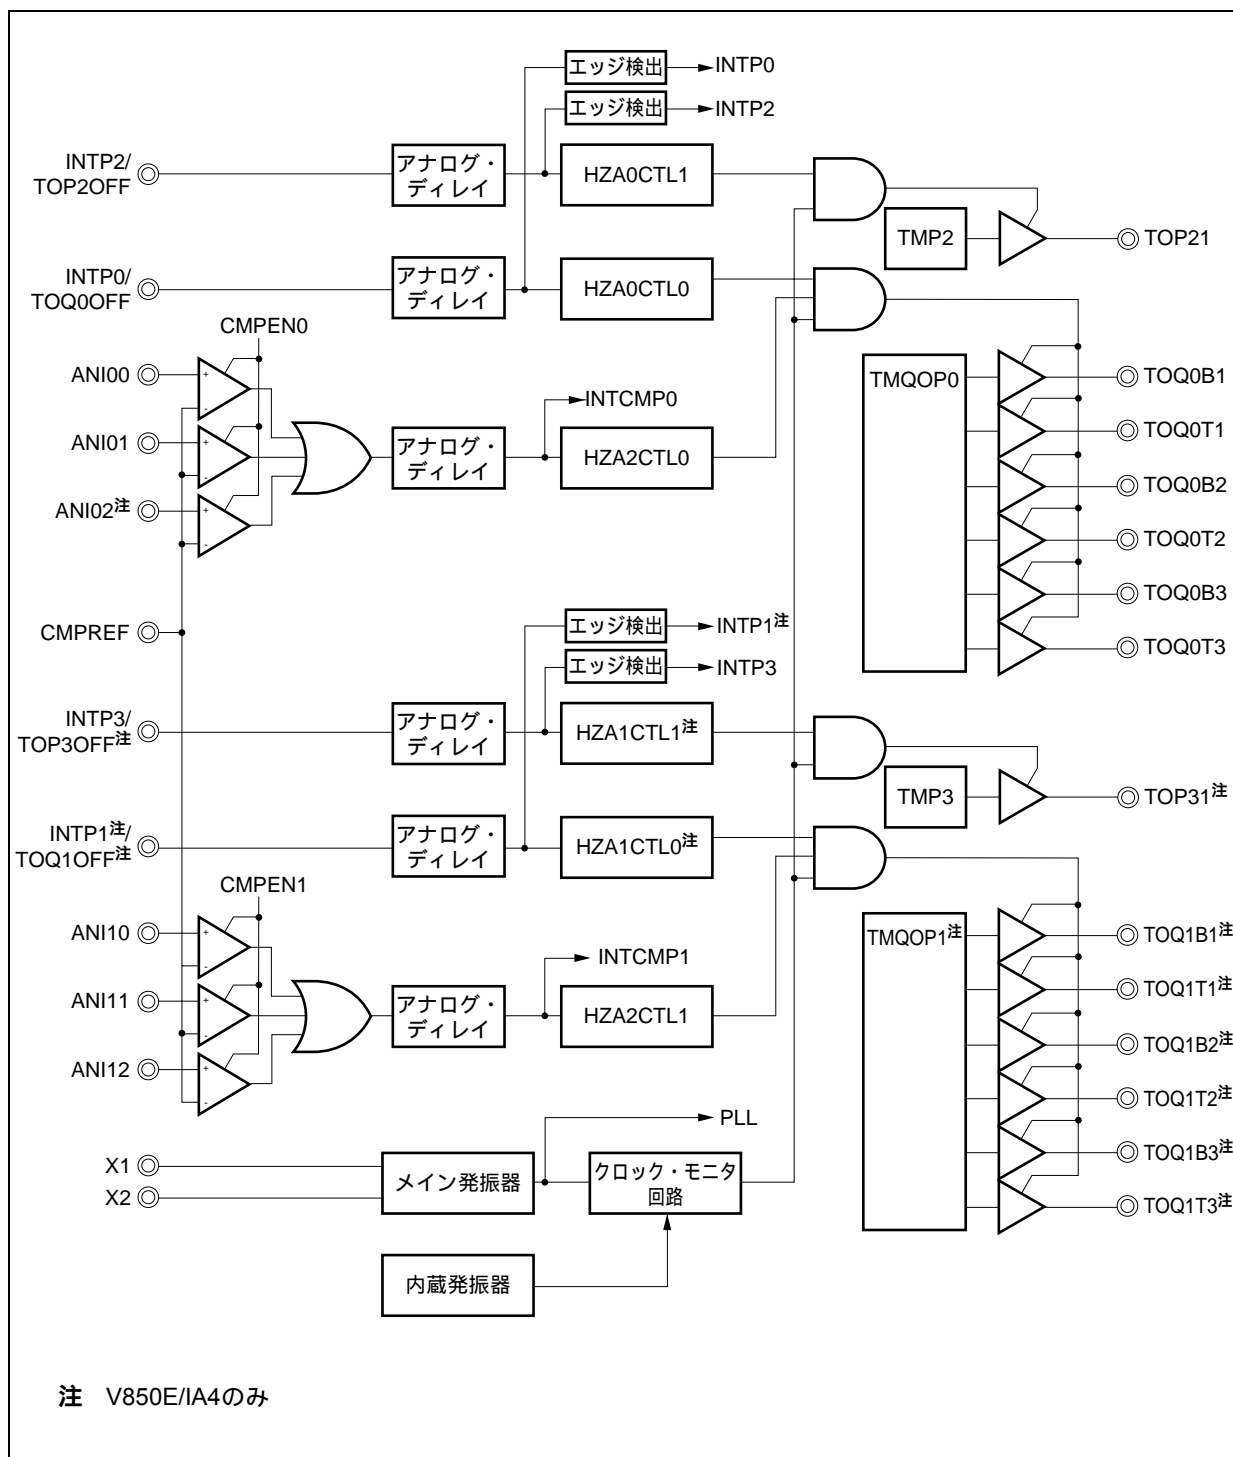 エッジ検出
INTP0
エッジ検出
INTP2
INTP2/
TOP2OFF
アナログ・
ディレイ
HZA0CTL1
TMP2
TOP21
INTP0/
TOQ0OFF
アナログ・
ディレイ
HZA0CTL0
CMPEN0
ANI00
+
-
ANI01
+
-
ANI02注
+
-
アナログ・
ディレイ
INTCMP0
HZA2CTL0
TMQOP0
TOQ0B1
TOQ0T1
TOQ0B2
TOQ0T2
TOQ0B3
TOQ0T3
CMPREF
エッジ検出
INTP1注
エッジ検出
INTP3
INTP3/
TOP3OFF注
アナログ・
ディレイ
HZA1CTL1注
TMP3
TOP31注
INTP1注/
TOQ1OFF注
アナログ・
ディレイ
HZA1CTL0注
CMPEN1
ANI10
+
-
ANI11
+
-
ANI12
+
-
アナログ・
ディレイ
INTCMP1
HZA2CTL1
TMQOP1注
TOQ1B1注
TOQ1T1注
TOQ1B2注
TOQ1T2注
TOQ1B3注
TOQ1T3注
X1
X2
メイン発振器
PLL
クロック・モニタ
回路
内蔵発振器
注 V850E/IA4のみ